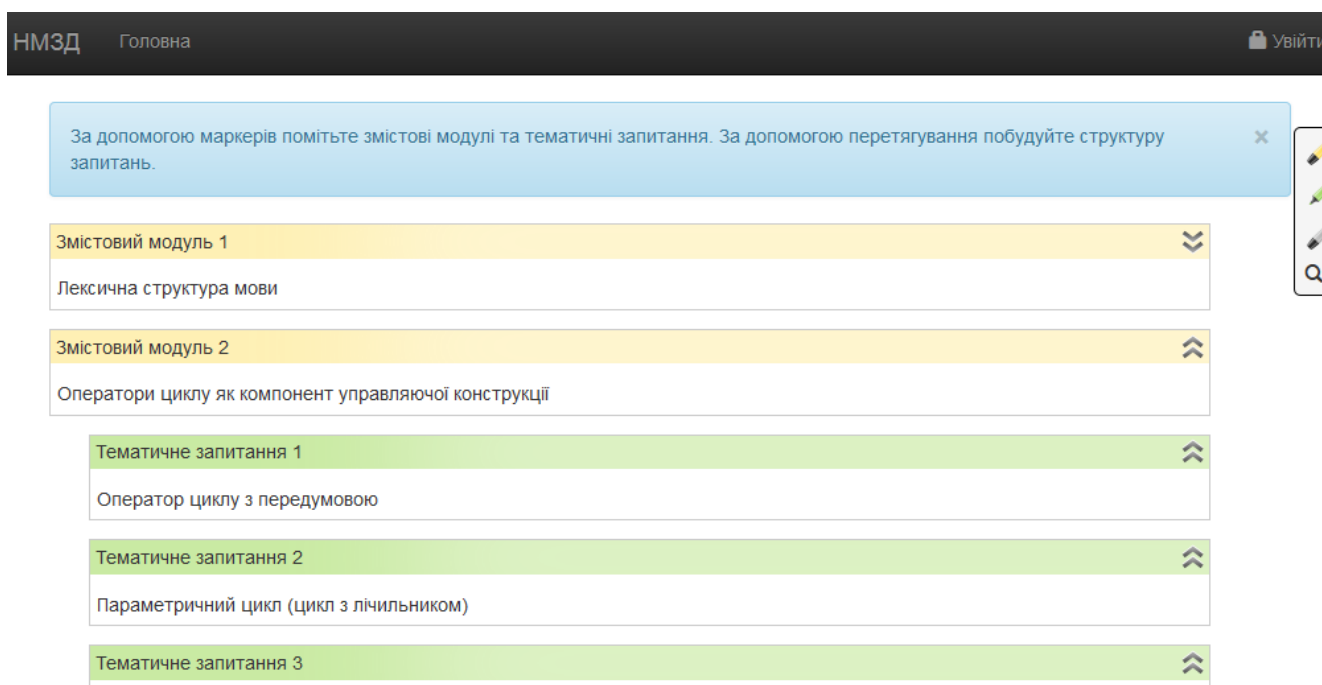 НМЗД Головна Увійти
За допомогою маркерів помітьте змістові модулі та тематичні запитання. За допомогою перетягування побудуйте структуру
запитань.
Змістовий модуль 1
Лексична структура мови
Змістовий модуль 2
Оператори циклу як компонент управляючої конструкції
Тематичне запитання 1
Оператор циклу з передумовою
Тематичне запитання 2
Параметричний цикл (цикл з лічильником)
Тематичне запитання 3